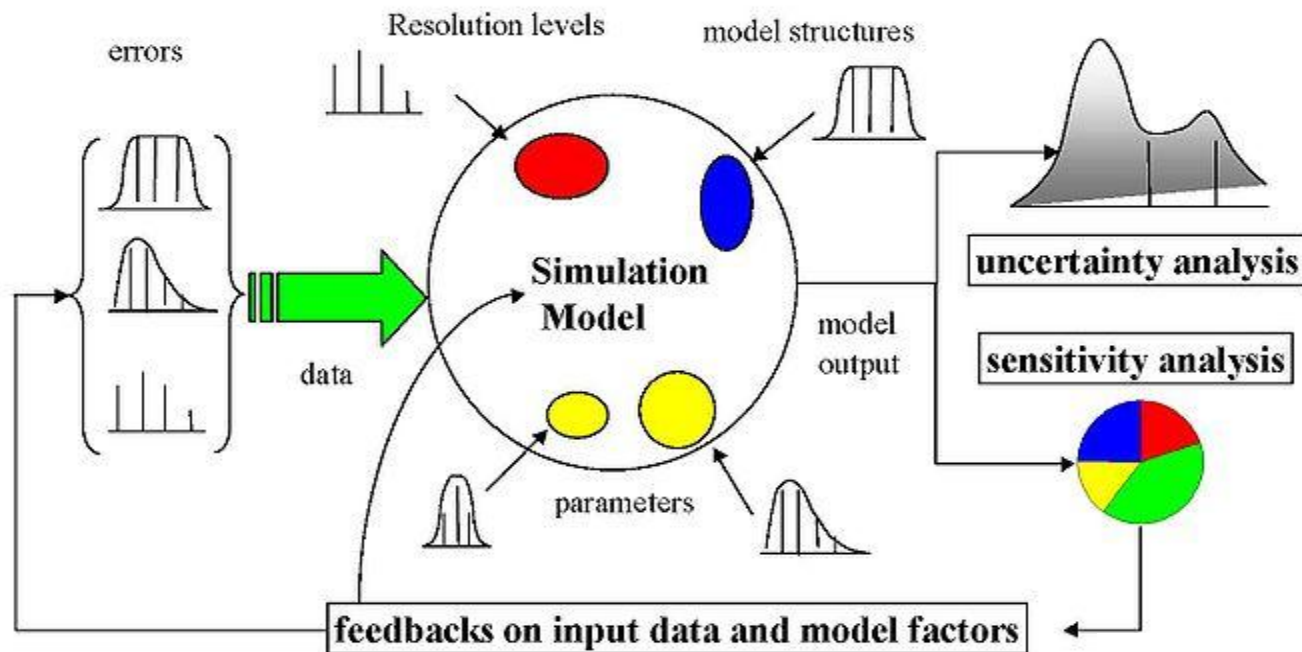 Resolution levels
model structures
errors
Simulation
Model
uncertainty analysis
model
output
sensitivity analysis
data
parameters
feedbacks on input data and model factors